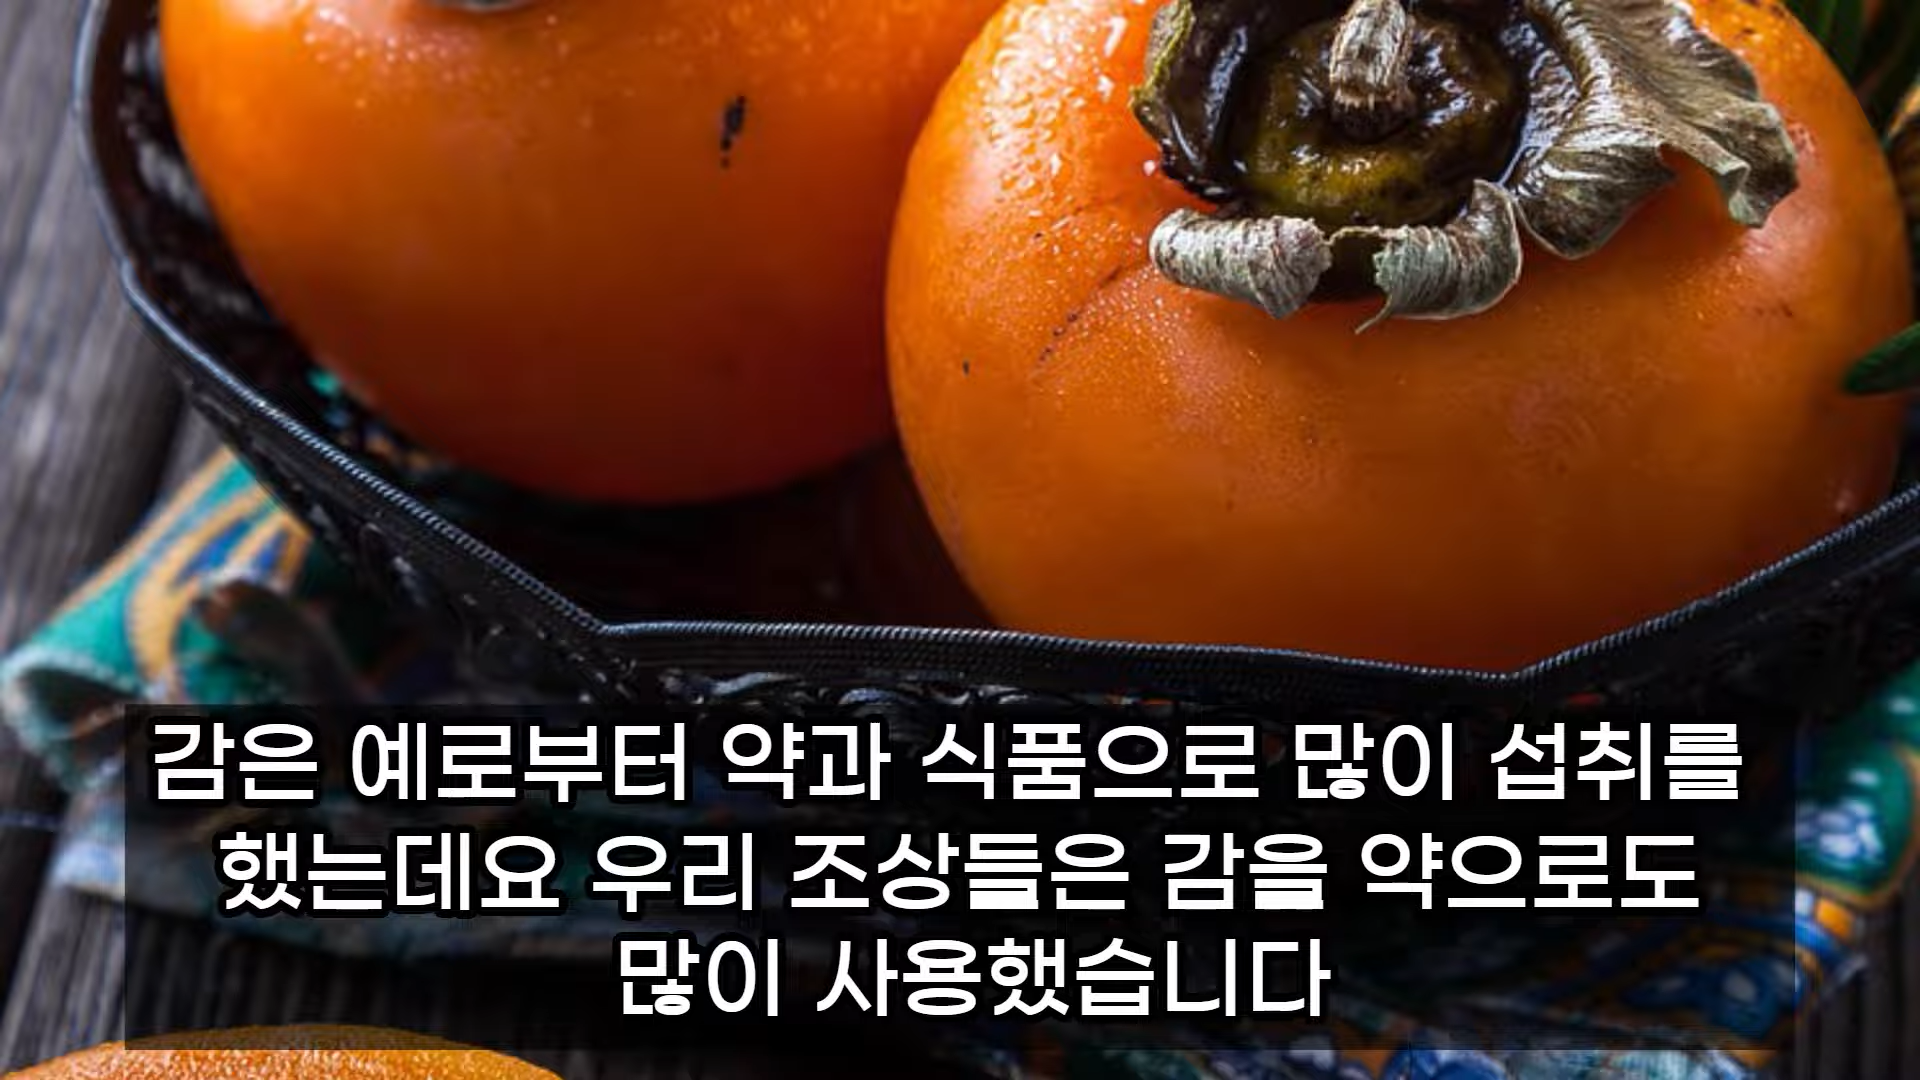 감은 예로부터 약과 식품으로 많이 섭취를
했는데요 우리 조상들은 감을 약으로도
많이 사용했습니다